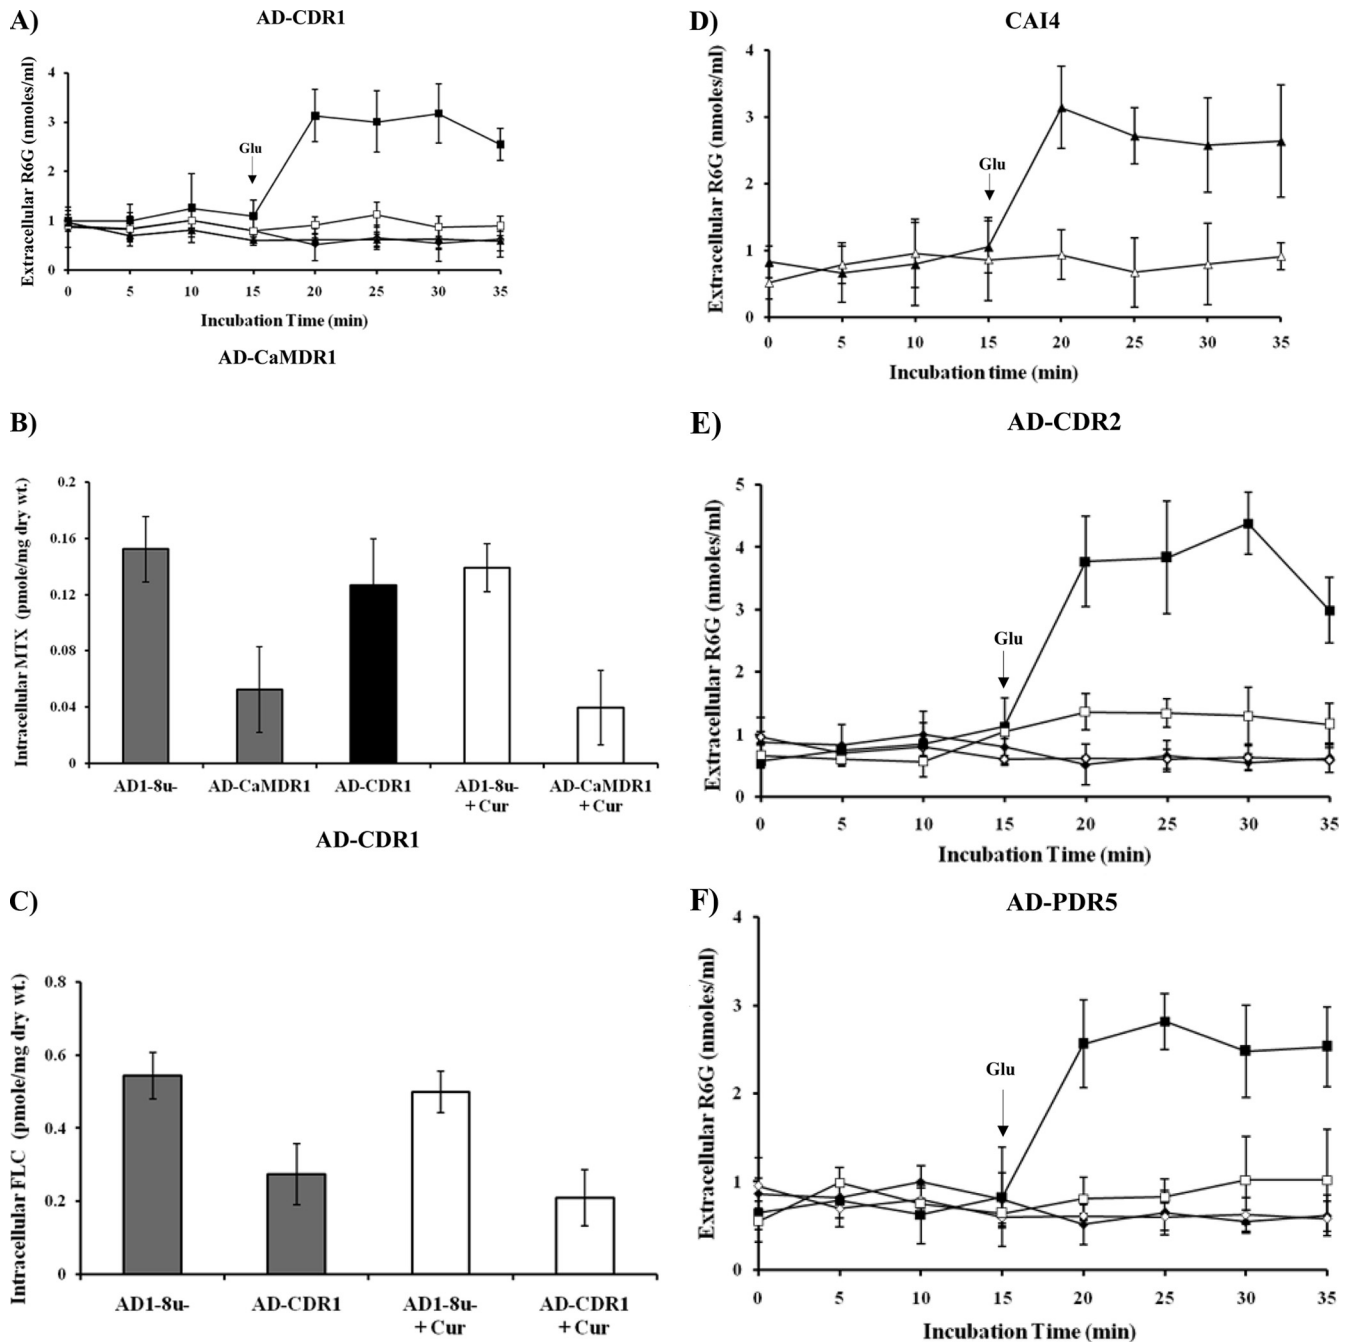 A)
AD-CDR1
Extracellular R6G (nmoles/ml)
4
3
2
1
0
Glu
0 5 10 15 20 25 30 35
Incubation Time (min)
AD-CaMDR1
B)
Intracellular MTX (pmole/mg dry wt.)
0.2
0.16
0.12
0.08
0.04
0
AD1-8u- AD-CaMDR1 AD-CDR1 AD1-8u- AD-CaMDR1
+ Cur + Cur
AD-CDR1
C)
Intracellular FLC (pmole/mg dry wt.)
0.8
0.6
0.4
0.2
0
AD1-8u- AD-CDR1 AD1-8u- AD-CDR1
+ Cur + Cur
D)
CAI4
Extracellular R6G (nmoles/ml)
4
3
2
1
0
Glu
0 5 10 15 20 25 30 35
Incubation time (min)
E)
AD-CDR2
Extracellular R6G (nmoles/ml)
5
4
3
2
1
0
Glu
0 5 10 15 20 25 30 35
Incubation Time (min)
F)
AD-PDR5
Extracellular R6G (nmoles/ml)
4
3
2
1
0
Glu
0 5 10 15 20 25 30 35
Incubation Time (min)